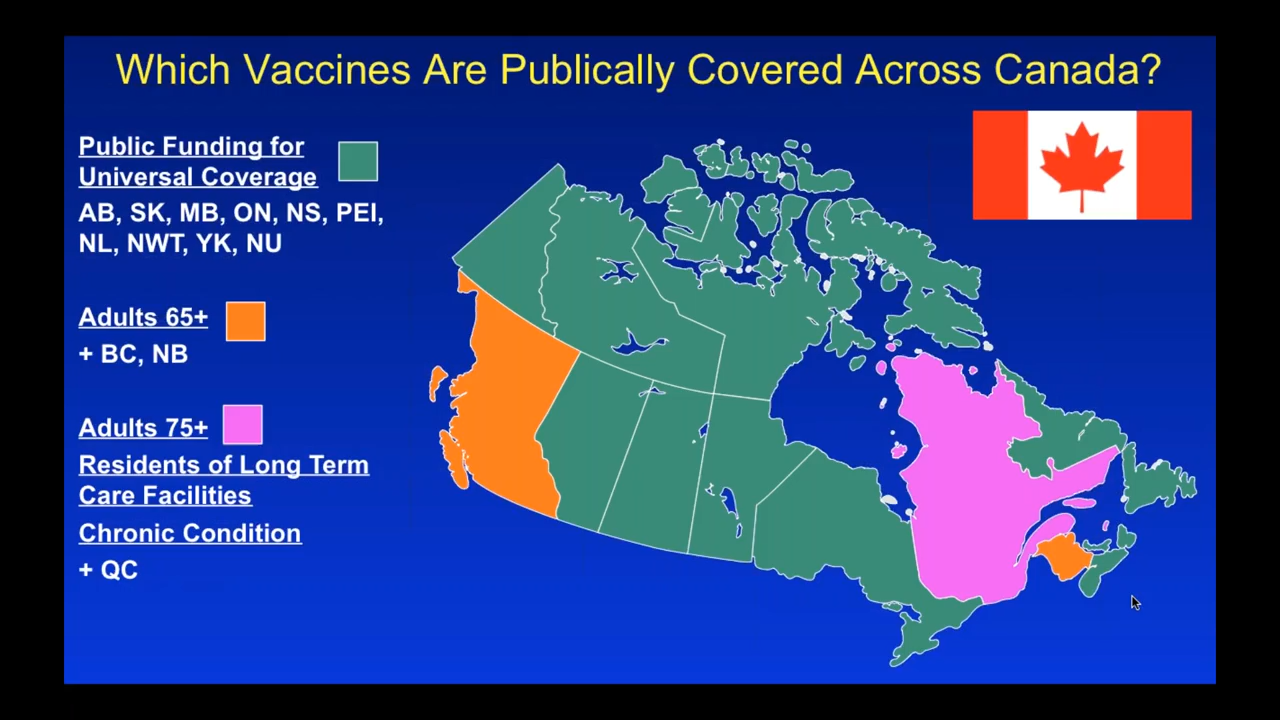 Which Vaccines Are Publically Covered Across Canada?
Public Funding for
Universal Coverage
AB, SK, MB, ON, NS, PEI,
NL, NWT, YK, NU
Adults 65+
+ BC, NB
Adults 75+
Residents of Long Term
Care Facilities
Chronic Condition
+ QC